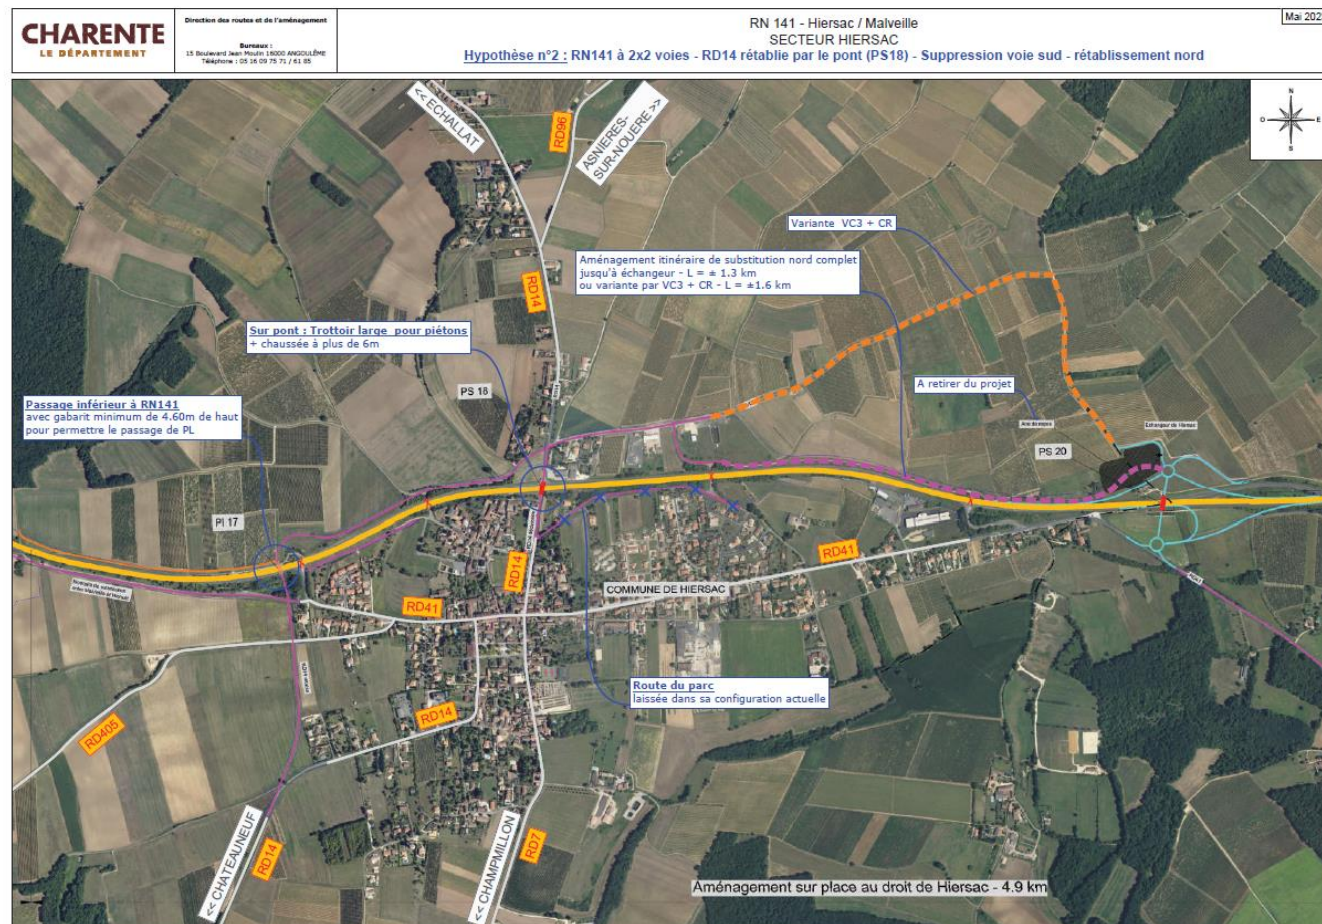 CHARENTE
LE DÉPARTEMENT
Direction des routes et de l'aménagement
Bureaux :
15 Boulevard Jean Moulin 16000 ANGOULÊME
Téléphone : 05 16 09 75 71 / 61 65
RN 141 - Hiersac / Malveille
SECTEUR HIERSAC
Hypothèse n°2 : RN141 à 2x2 voies - RD14 rétablie par le pont (PS18) - Suppression voie sud - rétablissement nord
Mai
N
O E
S
<< ECHALLAT
RD96
ASNIERES-
SUR-NOUERE >>
Variante VC3 + CR
Aménagement itinéraire de substitution nord complet
jusqu'à échangeur - L = ± 1.3 km
ou variante par VC3 + CR - L = ±1.6 km
RD14
Sur pont : Trottoir large pour piétons
+ chaussée à plus de 6m
PS 18
A retirer du projet
Passage inférieur à RN141
avec gabarit minimum de 4.60m de haut
pour permettre le passage de PL
Aire de repos
Echangeur de Hiersac
PS 20
PI 17
RD14
RD41
COMMUNE DE HIERSAC
RD41
Route du parc
laissée dans sa configuration actuelle
RD14
RD405
<< CHATEAUNEUF
RD14
<< CHAMPMILLON
RD7
Aménagement sur place au droit de Hiersac - 4.9 km